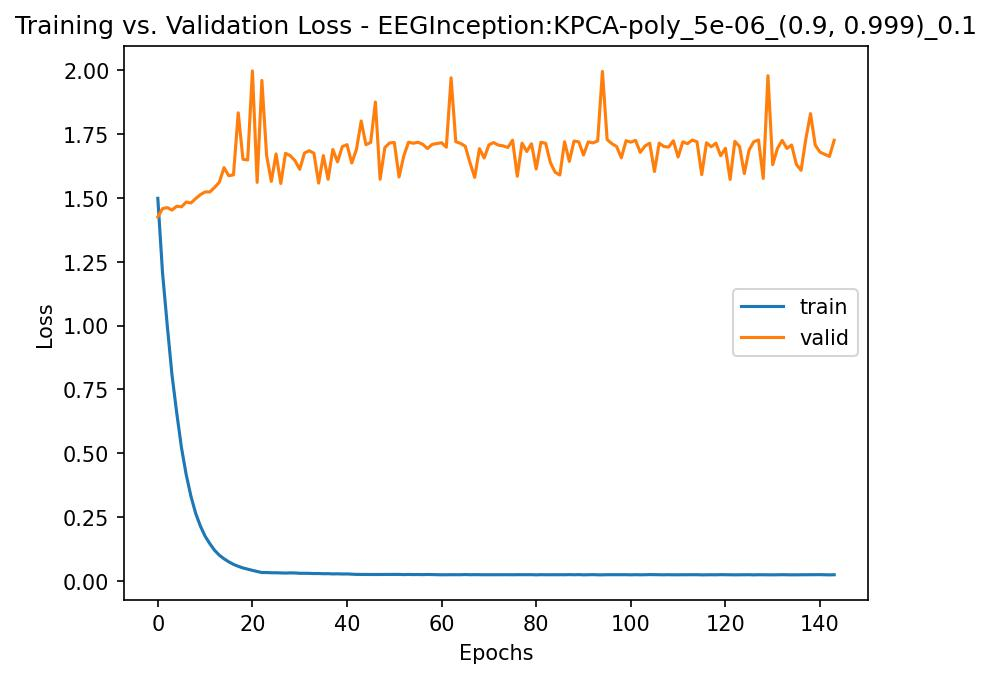 Training vs. Validation Loss - EEGInception:KPCA-poly_5e-06_(0.9, 0.999)_0.1
2.00
1.75
1.50
1.25
1.00
0.75
0.50
0.25
0.00
Loss
train
valid
0 20 40 60 80 100 120 140
Epochs